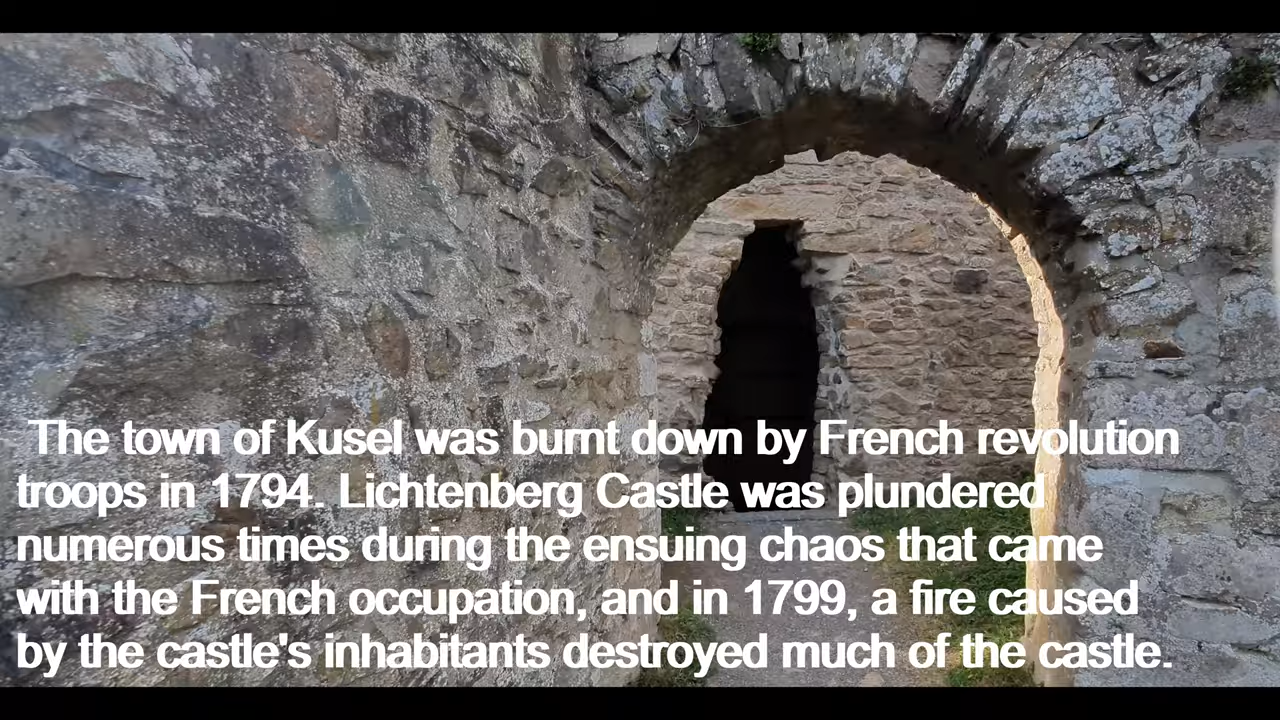 The town of Kusel was burnt down by French revolution
troops in 1794. Lichtenberg Castle was plundered
numerous times during the ensuing chaos that came
with the French occupation, and in 1799, a fire caused
by the castle's inhabitants destroyed much of the castle.